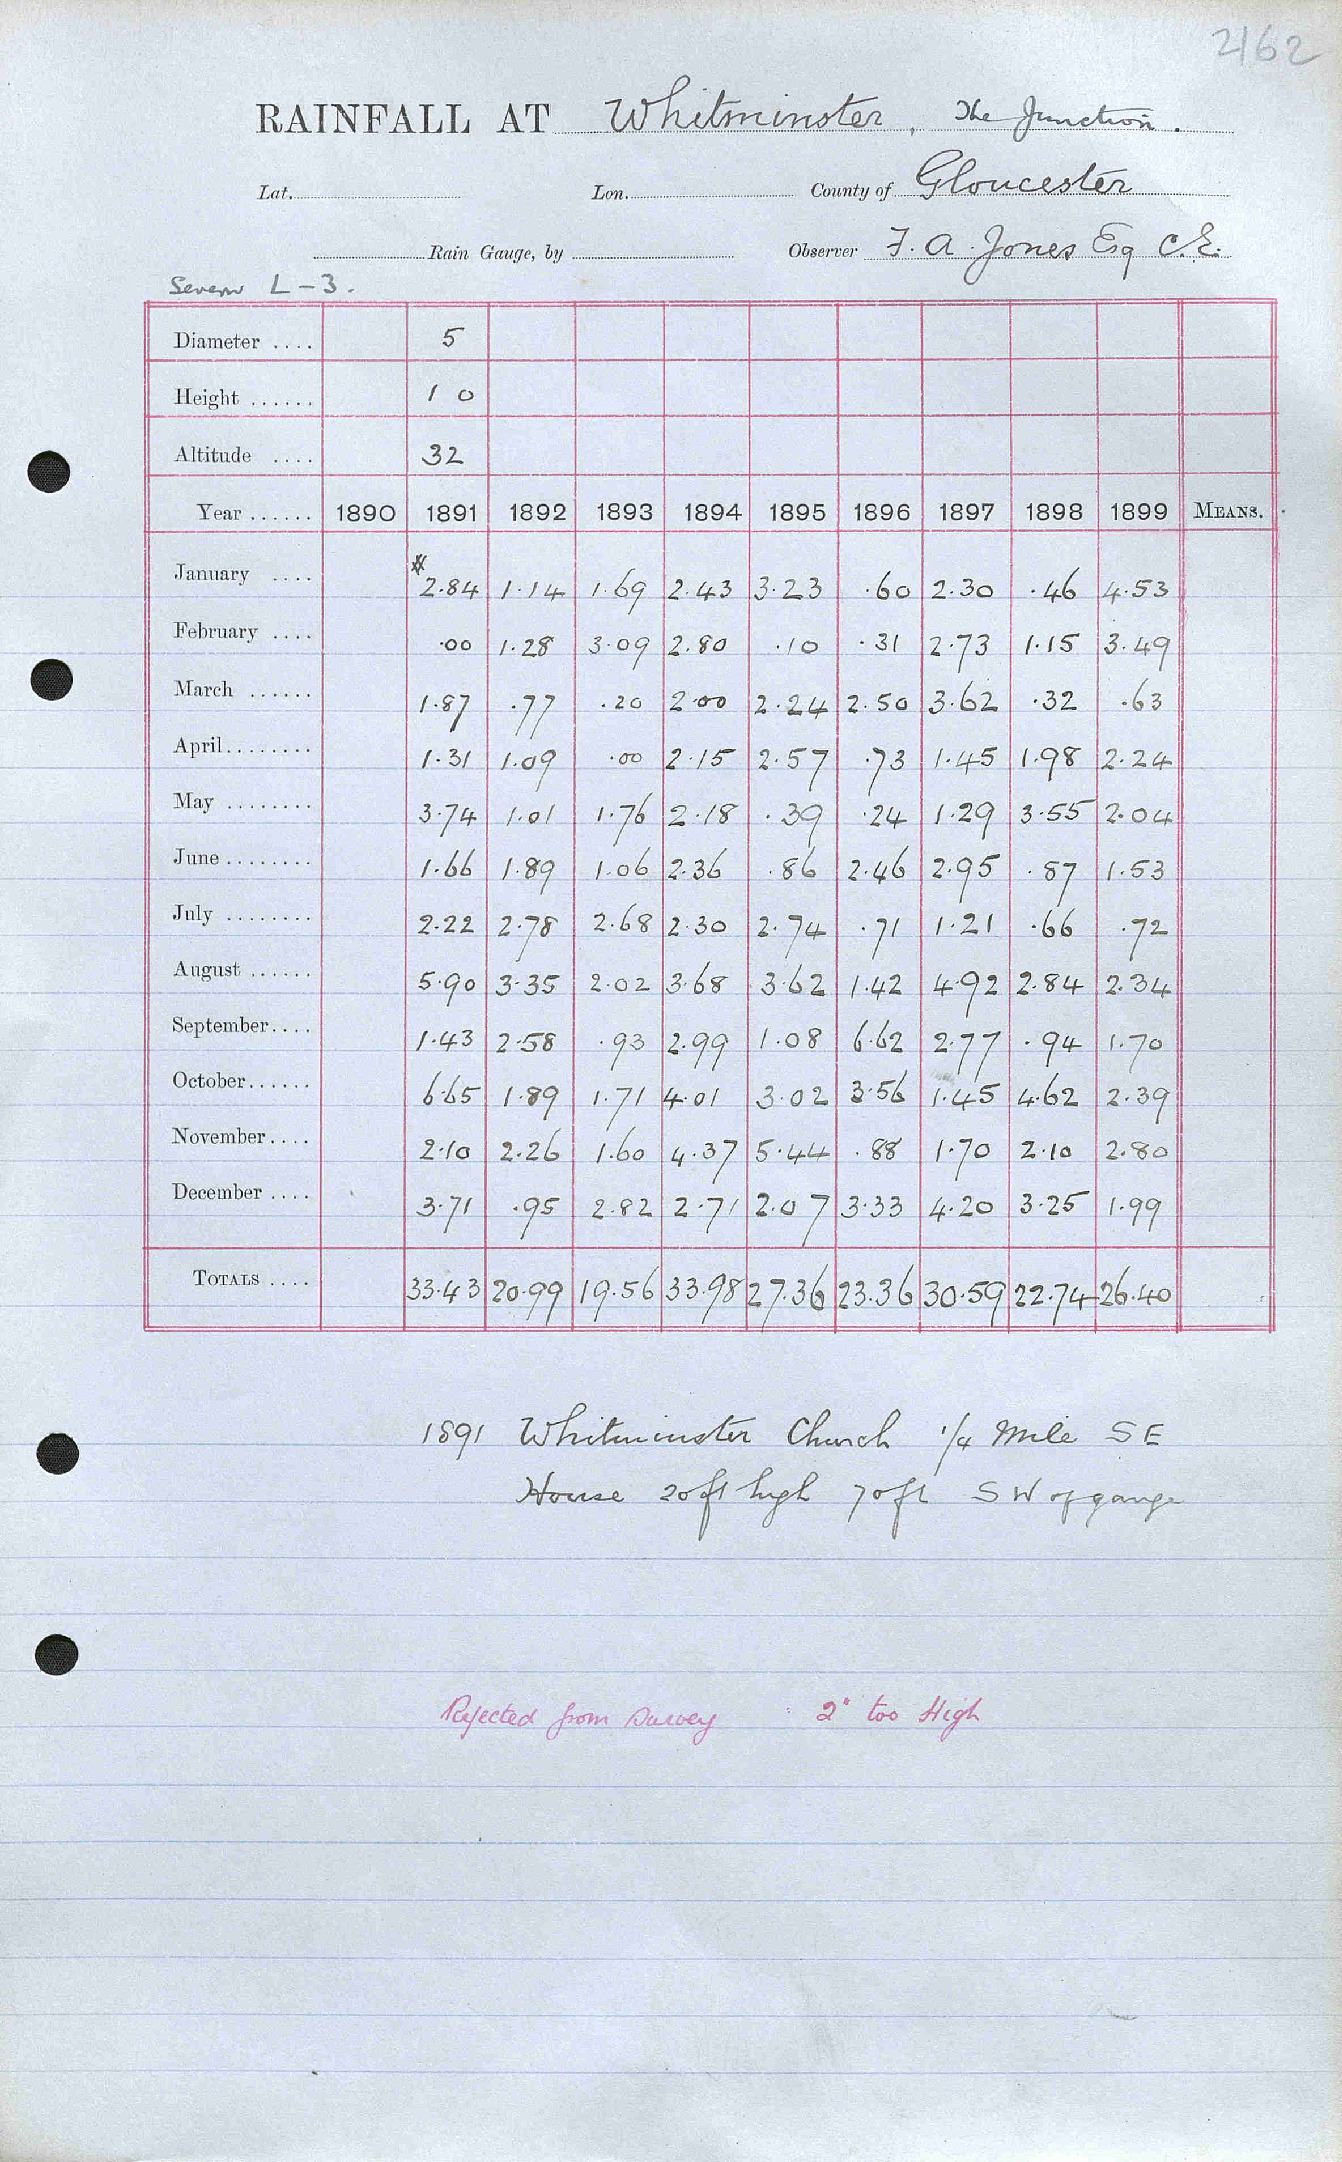 2162
RAINFALL AT Whitminster, The Junction.
Lat. Lon. County of Gloucester
Rain Gauge, by Observer F. A. Jones Esq C.E.
Severn L-3.
Diameter .... 5
Height ...... 1 0
Altitude .... 32
Year ...... 1890 1891 1892 1893 1894 1895 1896 1897 1898 1899 MEANS.
January .... 2.84 1.14 1.69 2.43 3.23 .60 2.30 .46 4.53
February .... .00 1.28 3.09 2.80 .10 .31 2.73 1.15 3.49
March ...... 1.87 .77 .20 2.00 2.24 2.50 3.62 .32 .63
April........ 1.31 1.09 .00 2.15 2.57 .73 1.45 1.98 2.24
May ........ 3.74 1.01 1.76 2.18 .39 .24 1.29 3.55 2.04
June ........ 1.66 1.89 1.06 2.36 .86 2.46 2.95 .87 1.53
July ........ 2.22 2.78 2.68 2.30 2.74 .71 1.21 .66 .72
August ...... 5.90 3.35 2.02 3.68 3.62 1.42 4.92 2.84 2.34
September.... 1.43 2.58 .93 2.99 1.08 6.62 2.77 .94 1.70
October...... 6.65 1.89 1.71 4.01 3.02 3.56 1.45 4.62 2.39
November.... 2.10 2.26 1.60 4.37 5.44 .88 1.70 2.10 2.80
December .... 3.71 .95 2.82 2.71 2.07 3.33 4.20 3.25 1.99
TOTALS .... 33.43 20.99 19.56 33.98 27.36 23.36 30.59 22.74 26.40
1891 Whitminster Church 1/4 Mile SE
House 20ft high 70ft SW of gauge
Rejected from Survey 2" too High